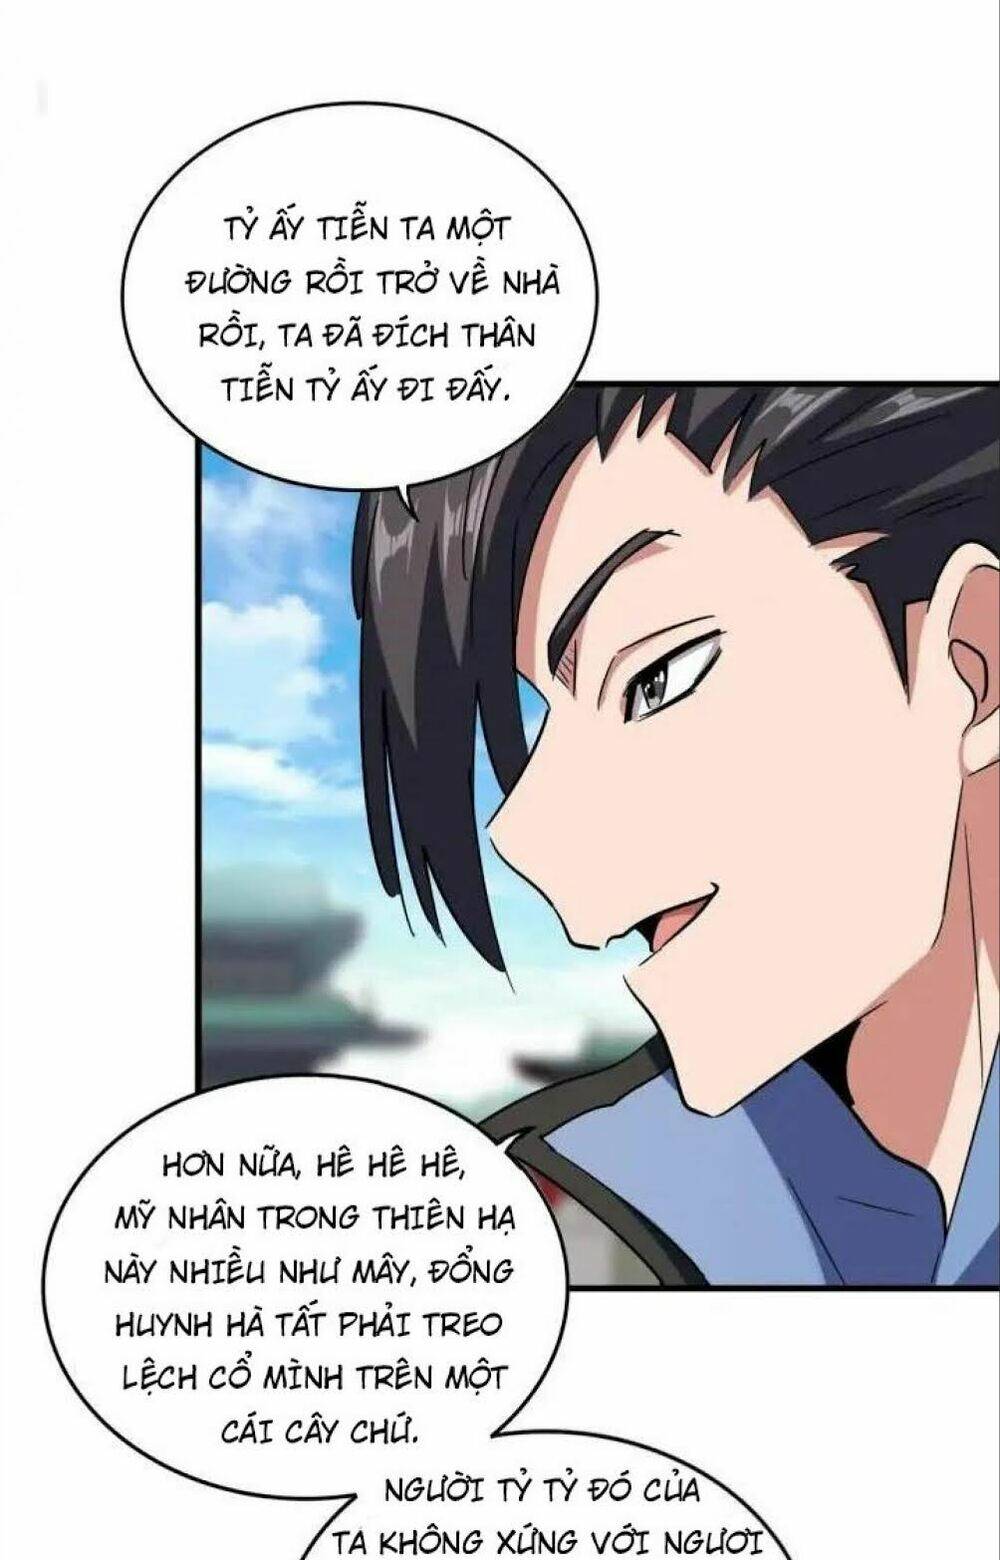 TỶ ẤY TIỄN TA MỘT
ĐƯỜNG RỒI TRỞ VỀ NHÀ
RỒI, TA ĐÃ ĐÍCH THÂN
TIỄN TỶ ẤY ĐI ĐẤY.
HƠN NỮA, HÊ HÊ HÊ,
MỸ NHÂN TRONG THIÊN HẠ
NÀY NHIỀU NHƯ MÂY, ĐỔNG
HUYNH HÀ TẤT PHẢI TREO
LỆCH CỔ MÌNH TRÊN MỘT
CÁI CÂY CHỨ.
NGƯỜI TỶ TỶ ĐÓ CỦA
TA KHÔNG XỨNG VỚI NGƯƠI